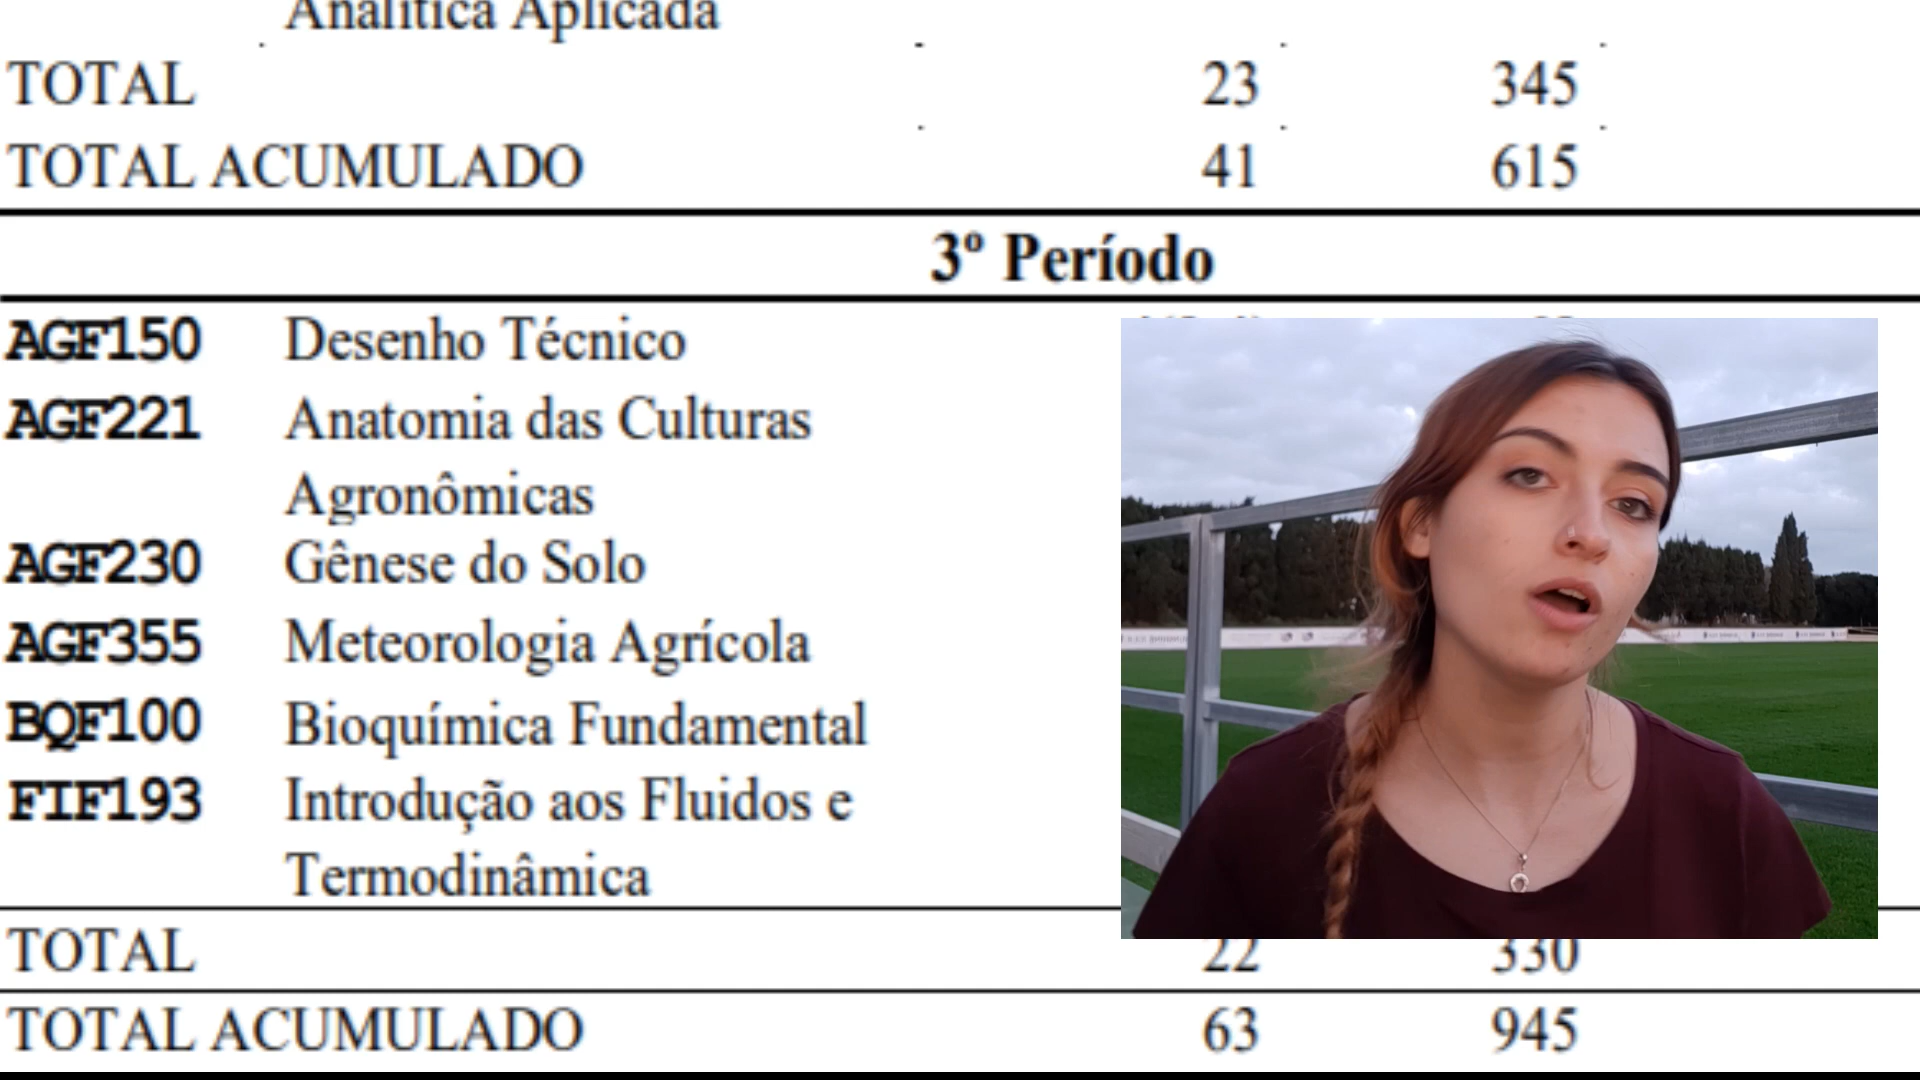 Analítica Aplicada
TOTAL 23 345
TOTAL ACUMULADO 41 615
3º Período
AGF150 Desenho Técnico
AGF221 Anatomia das Culturas
Agronômicas
AGF230 Gênese do Solo
AGF355 Meteorologia Agrícola
BQF100 Bioquímica Fundamental
FIF193 Introdução aos Fluidos e
Termodinâmica
TOTAL 22 330
TOTAL ACUMULADO 63 945